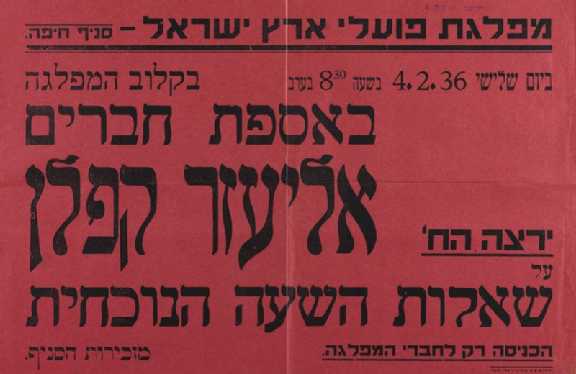 מפלגת פועלי ארץ ישראל – סניף חיפה.
ביום שלישי 4.2.36 בשעה 8³⁰ בערב בקלוב המפלגה
באספת חברים
ירצה הח' אליעזר קפלן
על
שאלות השעה הנוכחית
הכניסה רק לחברי המפלגה.
מזכירות הסניף.